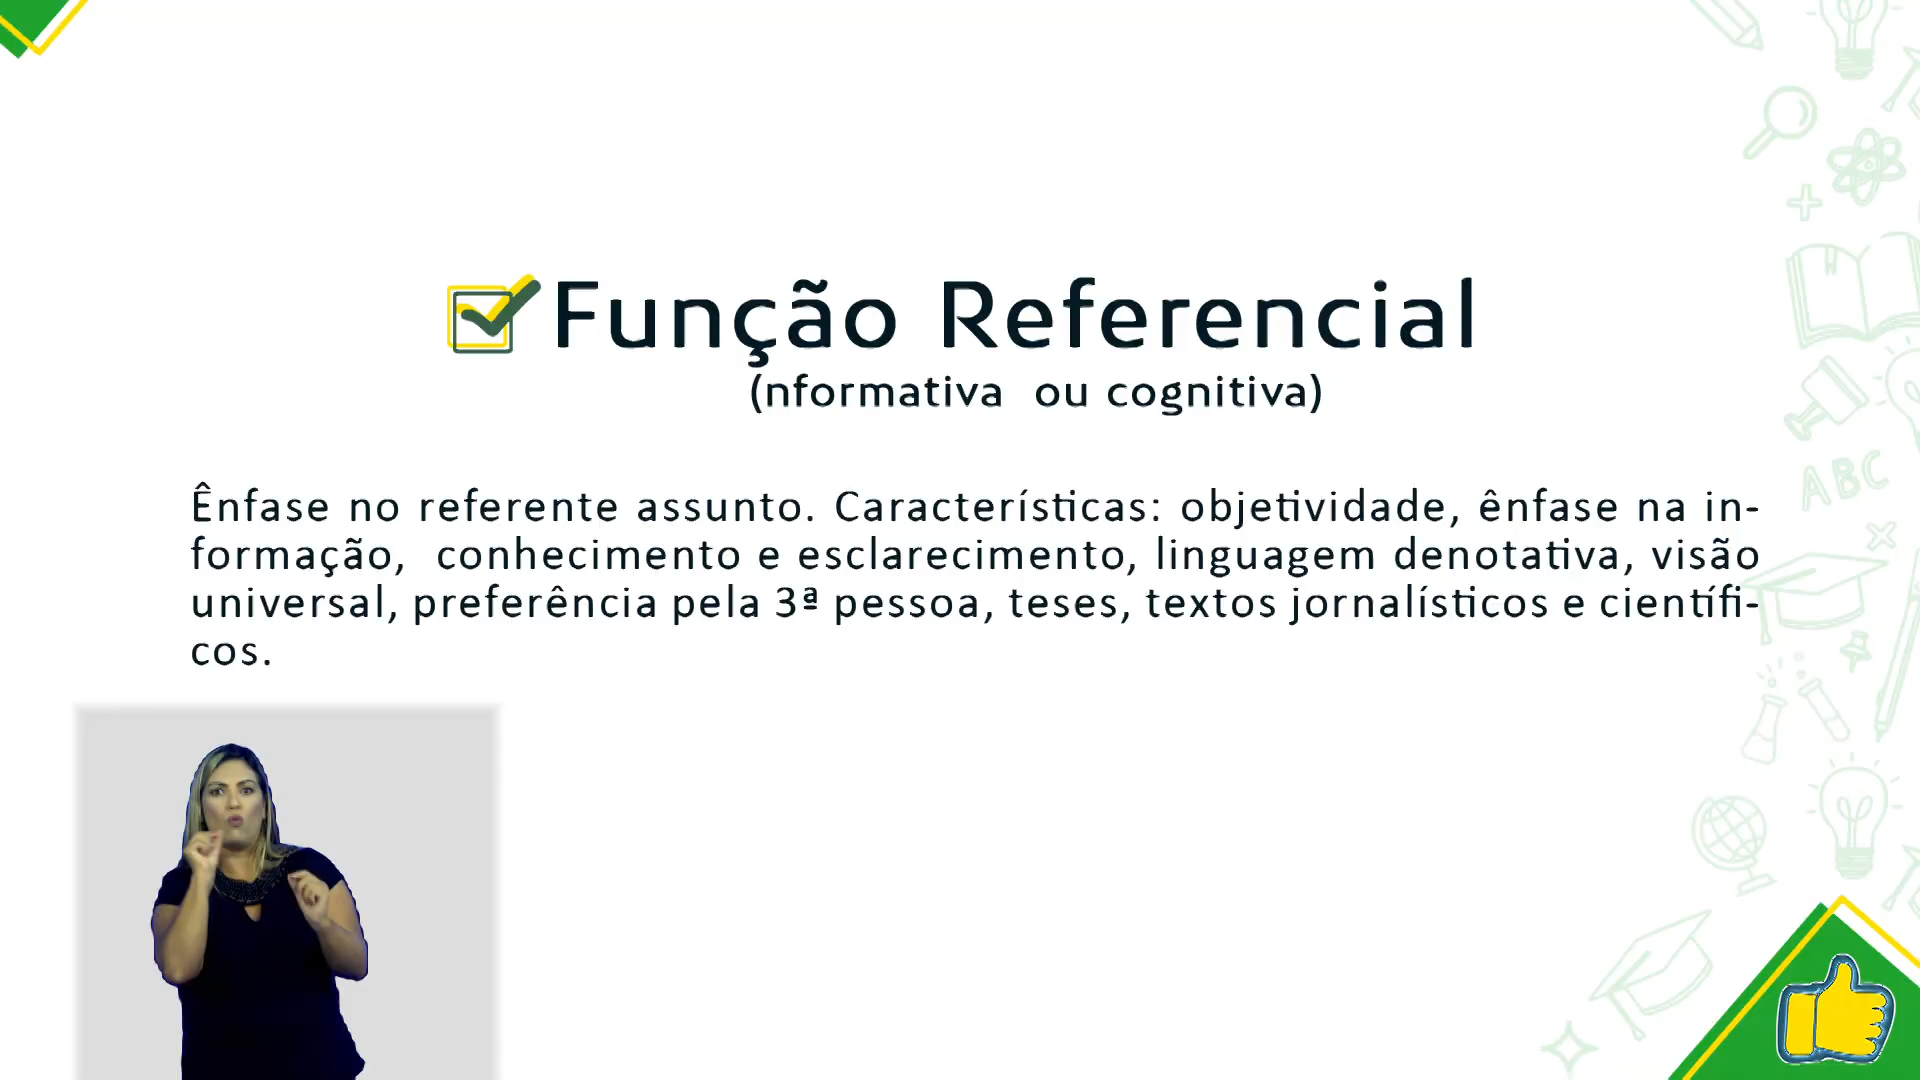 Função Referencial
(nformativa ou cognitiva)
Ênfase no referente assunto. Características: objetividade, ênfase na in-
formação, conhecimento e esclarecimento, linguagem denotativa, visão
universal, preferência pela 3ª pessoa, teses, textos jornalísticos e científi-
cos.
ABC